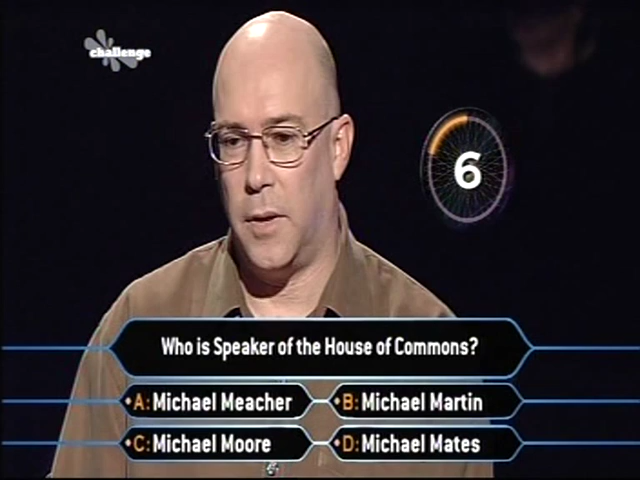 challenge
6
Who is Speaker of the House of Commons?
A: Michael Meacher
B: Michael Martin
C: Michael Moore
D: Michael Mates